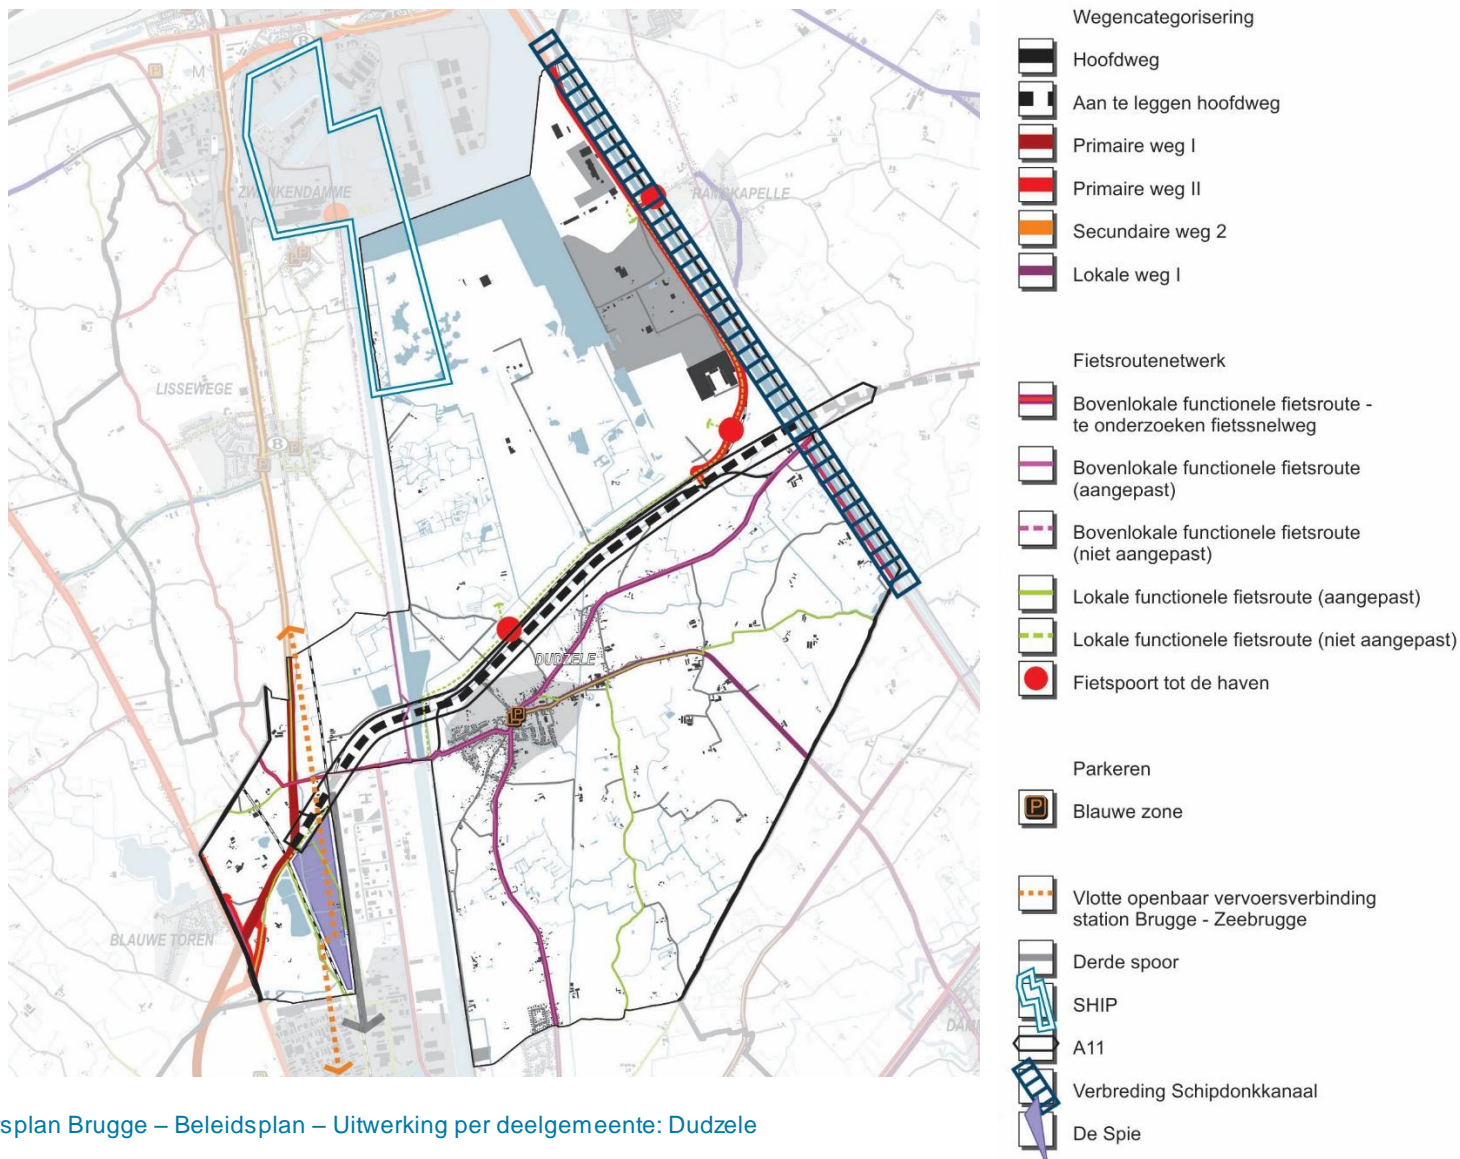 ZWANKENDAMME
RAMSKAPELLE
LISSEWEGE
DUDZELE
BLAUWE TOREN
M
B
B
P
Wegencategorisering
Hoofdweg
Aan te leggen hoofdweg
Primaire weg I
Primaire weg II
Secundaire weg 2
Lokale weg I
Fietsroutenetwerk
Bovenlokale functionele fietsroute -
te onderzoeken fietssnelweg
Bovenlokale functionele fietsroute
(aangepast)
Bovenlokale functionele fietsroute
(niet aangepast)
Lokale functionele fietsroute (aangepast)
Lokale functionele fietsroute (niet aangepast)
Fietspoort tot de haven
Parkeren
P
Blauwe zone
Vlotte openbaar vervoersverbinding
station Brugge - Zeebrugge
Derde spoor
SHIP
A11
Verbreding Schipdonkkanaal
De Spie
splan Brugge – Beleidsplan – Uitwerking per deelgemeente: Dudzele